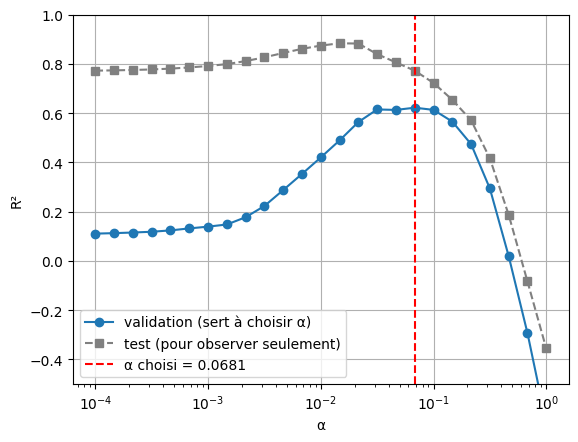 1.0
0.8
0.6
0.4
0.2
0.0
−0.2
−0.4
R²
validation (sert à choisir α)
test (pour observer seulement)
α choisi = 0.0681
10⁻⁴ 10⁻³ 10⁻² 10⁻¹ 10⁰
α